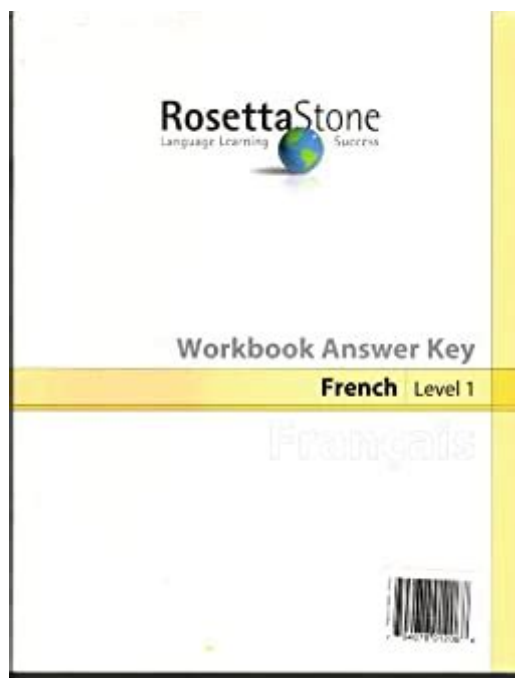 RosettaStone
Language Learning Success
Workbook Answer Key
French Level 1
Français